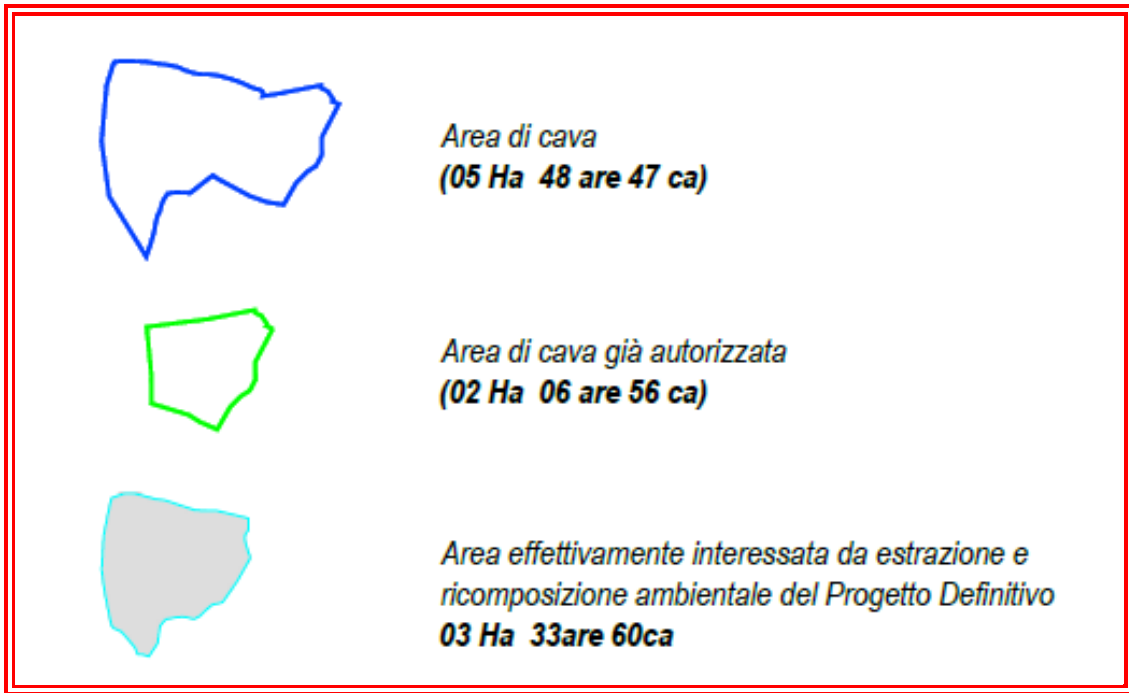 Area di cava
(05 Ha  48 are 47 ca)
Area di cava già autorizzata
(02 Ha  06 are 56 ca)
Area effettivamente interessata da estrazione e
ricomposizione ambientale del Progetto Definitivo
03 Ha  33are 60ca